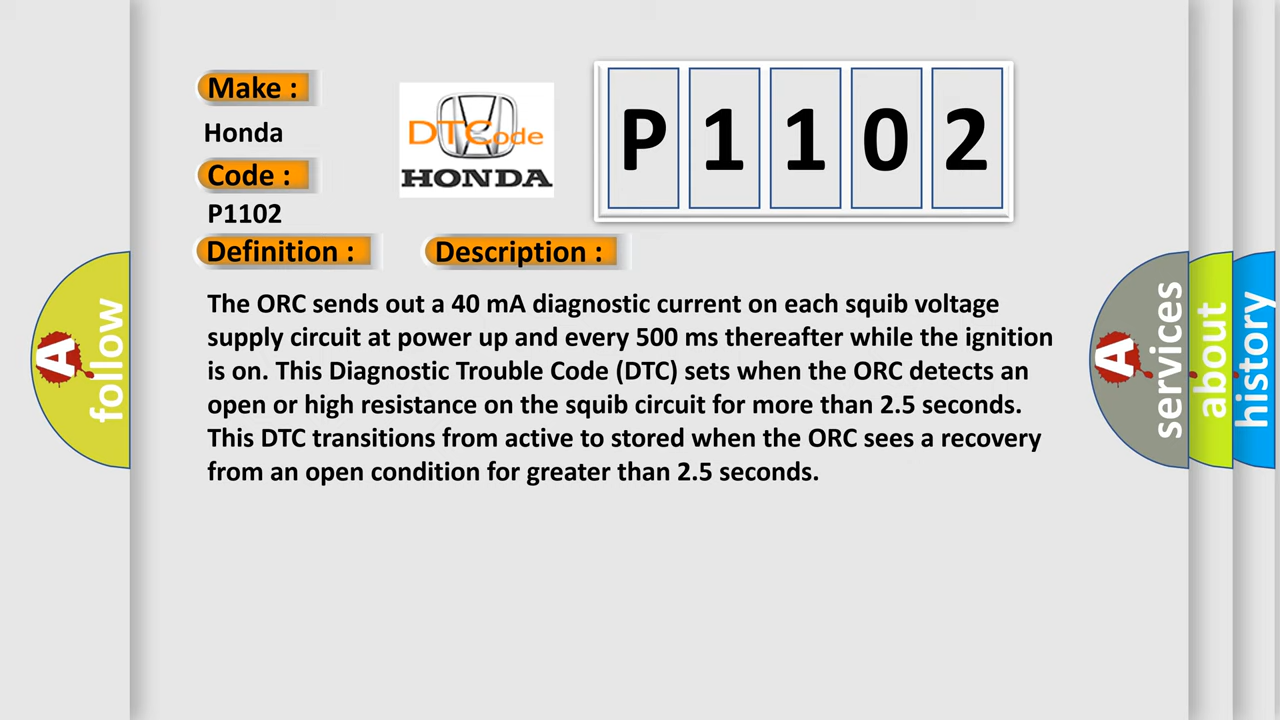 Make :
Honda
Code :
P1102
DTCode
HONDA
P1102
Definition :
Description :
The ORC sends out a 40 mA diagnostic current on each squib voltage
supply circuit at power up and every 500 ms thereafter while the ignition
is on. This Diagnostic Trouble Code (DTC) sets when the ORC detects an
open or high resistance on the squib circuit for more than 2.5 seconds.
This DTC transitions from active to stored when the ORC sees a recovery
from an open condition for greater than 2.5 seconds.
A
follow
A
services
about
history